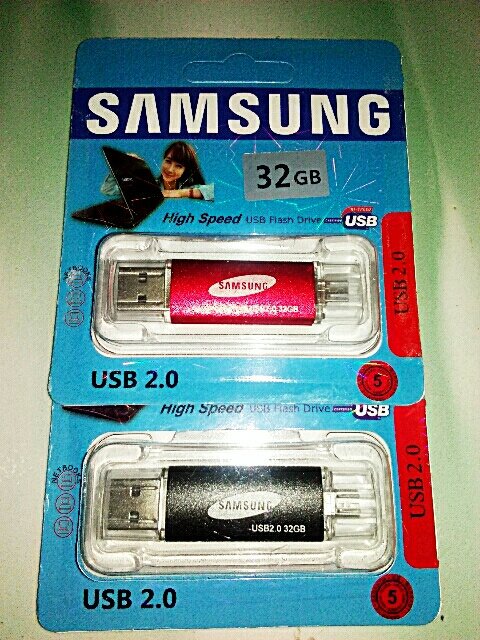 SAMSUNG
32GB
High Speed USB Flash Drive
USB
USB 2.0
SAMSUNG
32GB
USB 2.0
5
High Speed USB Flash Drive
USB
USB 2.0
SAMSUNG
-USB2.0 32GB
USB 2.0
5